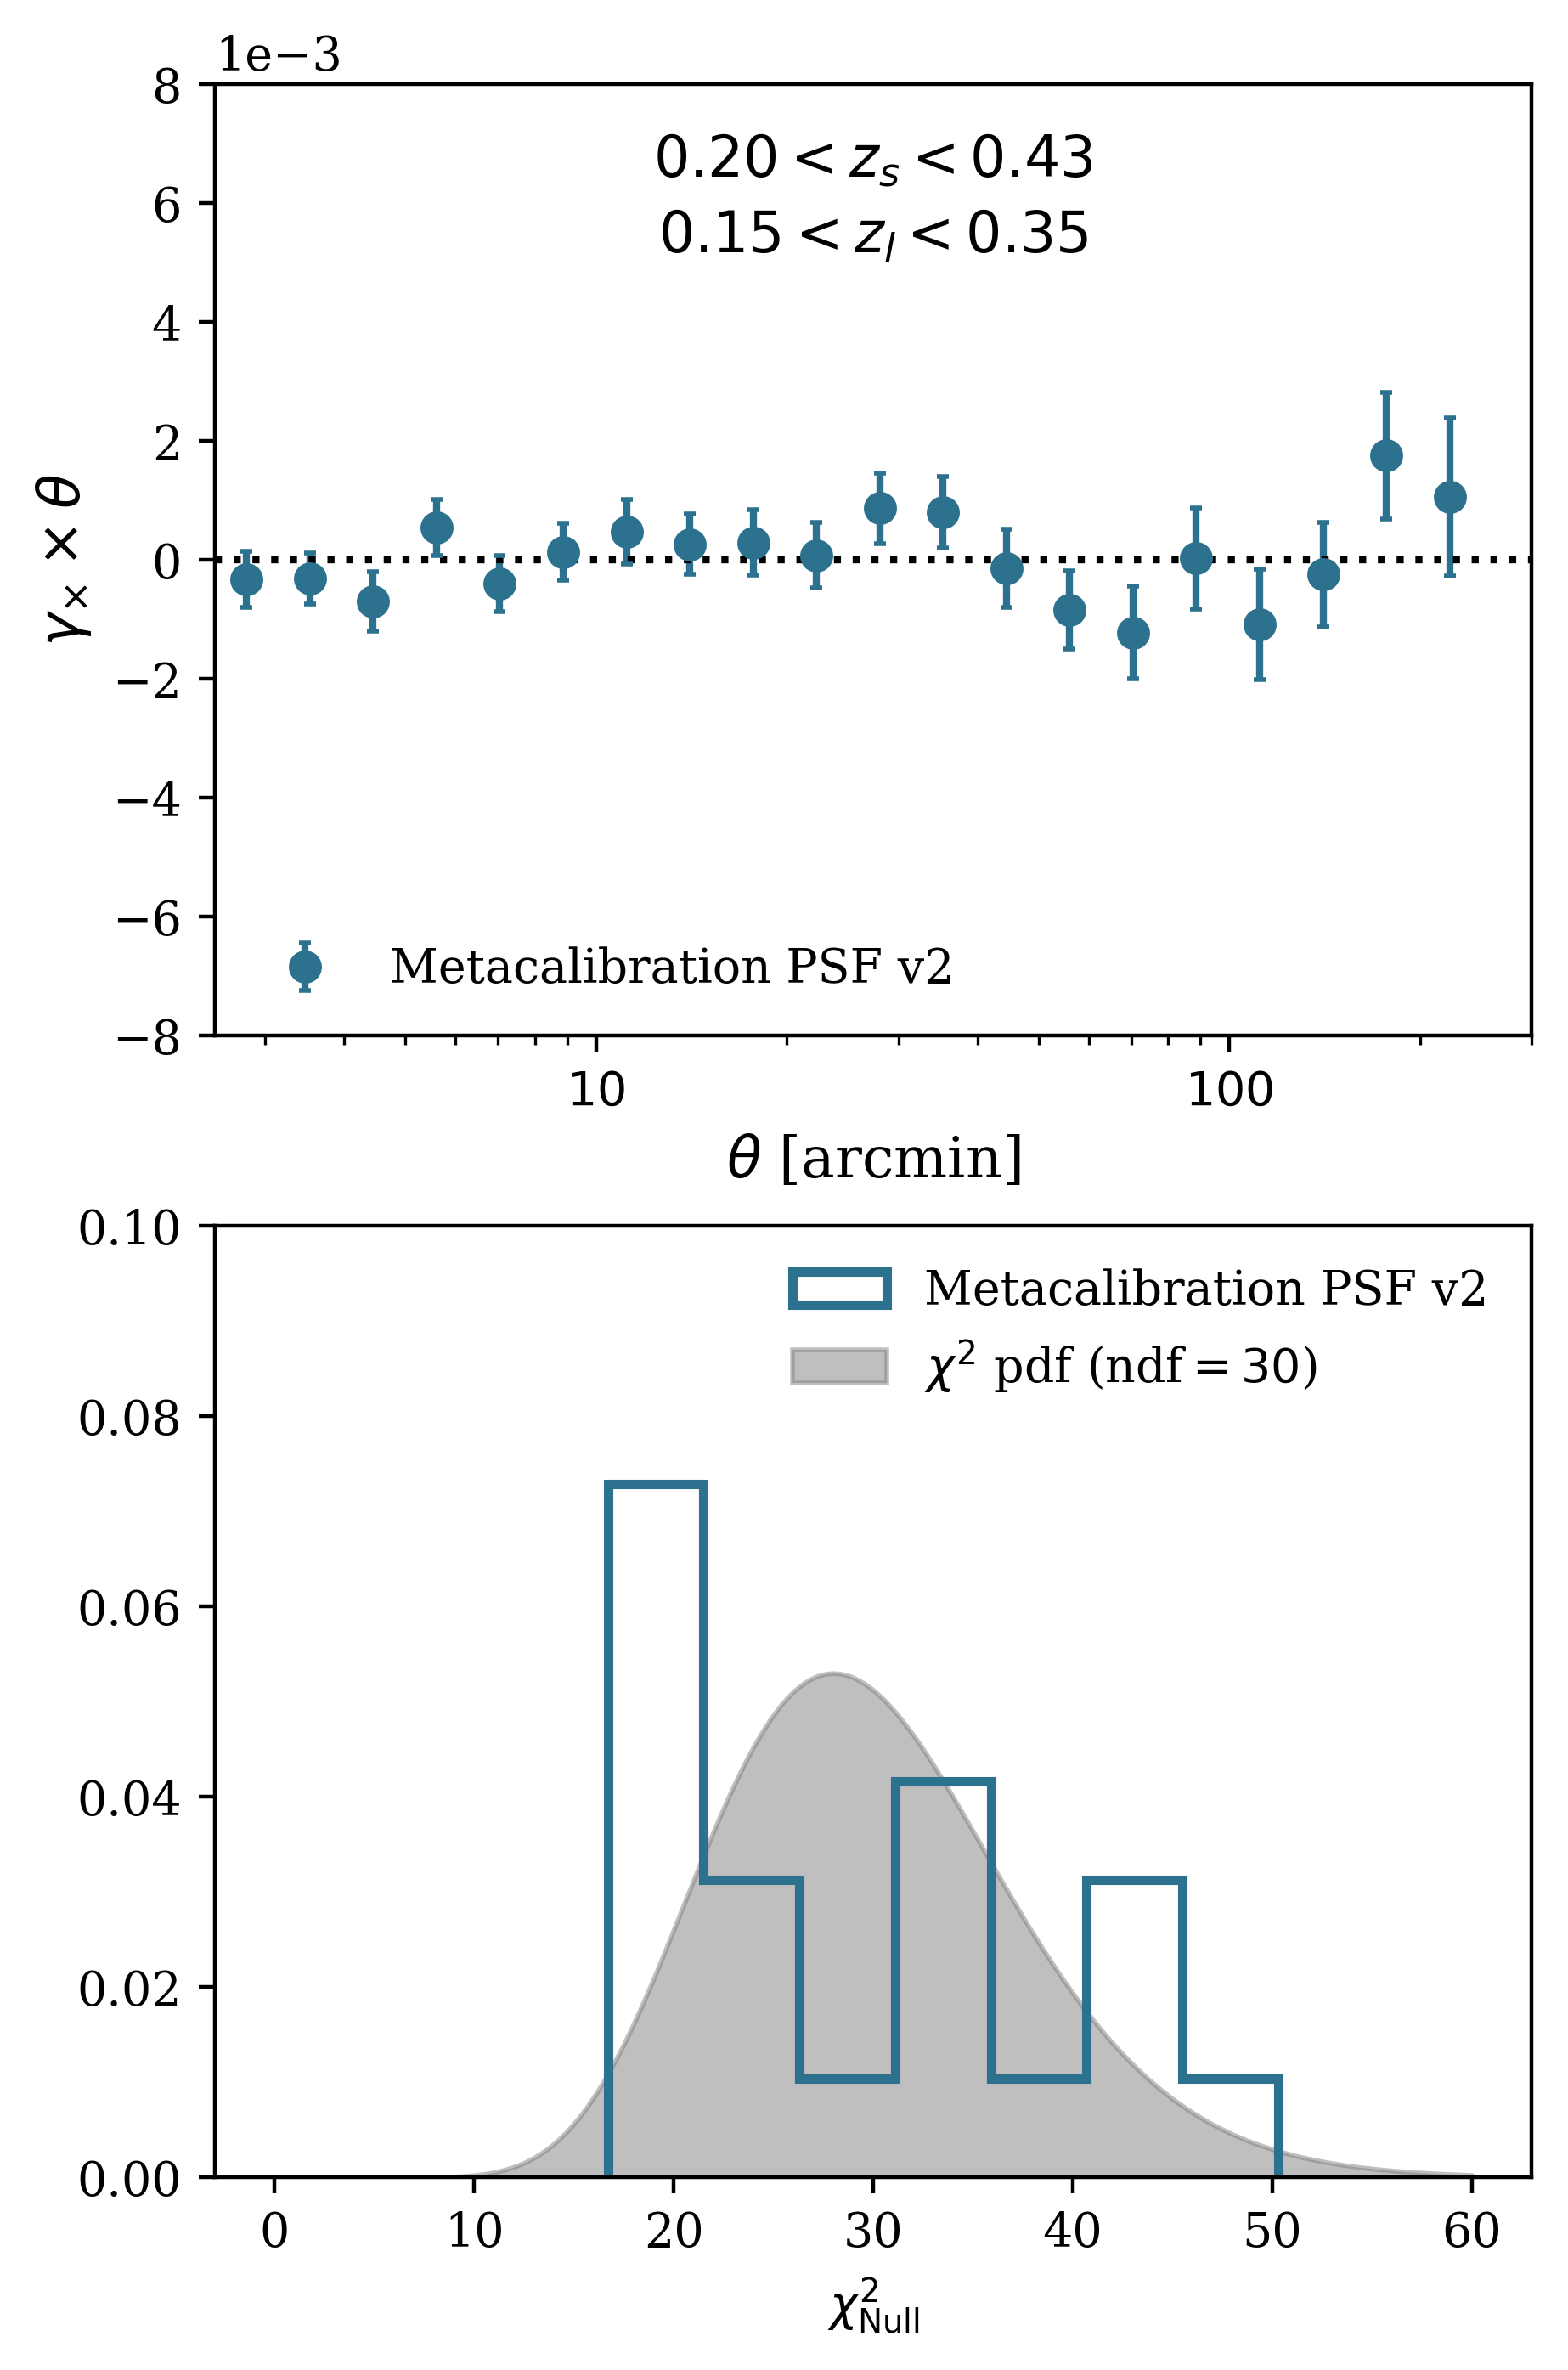 1e−3
0.20 < z_s < 0.43
0.15 < z_l < 0.35
8
6
4
2
0
−2
−4
−6
−8
γ_× × θ
Metacalibration PSF v2
10
100
θ [arcmin]
0.10
0.08
0.06
0.04
0.02
0.00
Metacalibration PSF v2
χ² pdf (ndf = 30)
0
10
20
30
40
50
60
χ²_Null